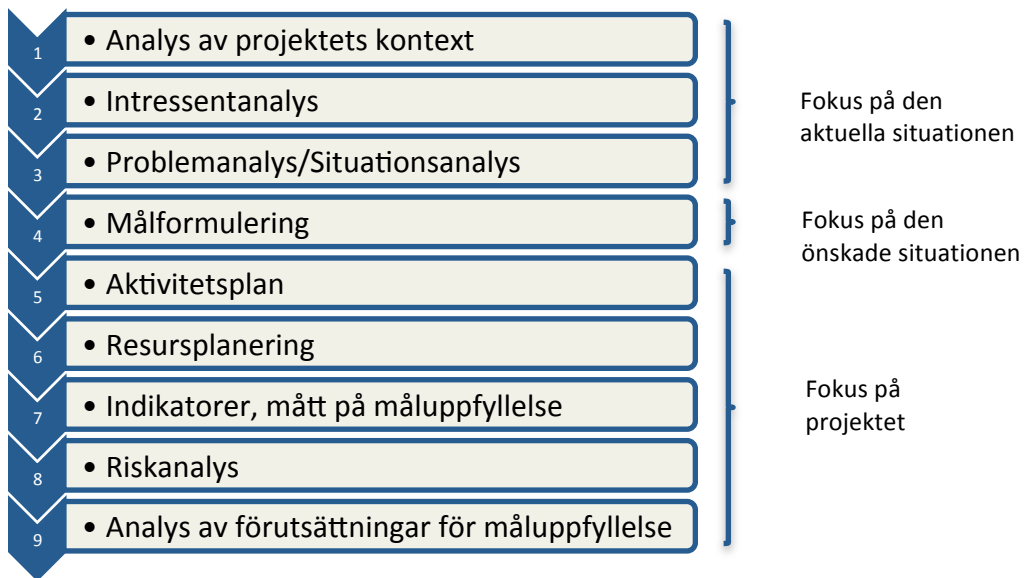 1
• Analys av projektets kontext
2
• Intressentanalys
3
• Problemanalys/Situationsanalys
Fokus på den
aktuella situationen
4
• Målformulering
Fokus på den
önskade situationen
5
• Aktivitetsplan
6
• Resursplanering
7
• Indikatorer, mått på måluppfyllelse
8
• Riskanalys
9
• Analys av förutsättningar för måluppfyllelse
Fokus på
projektet